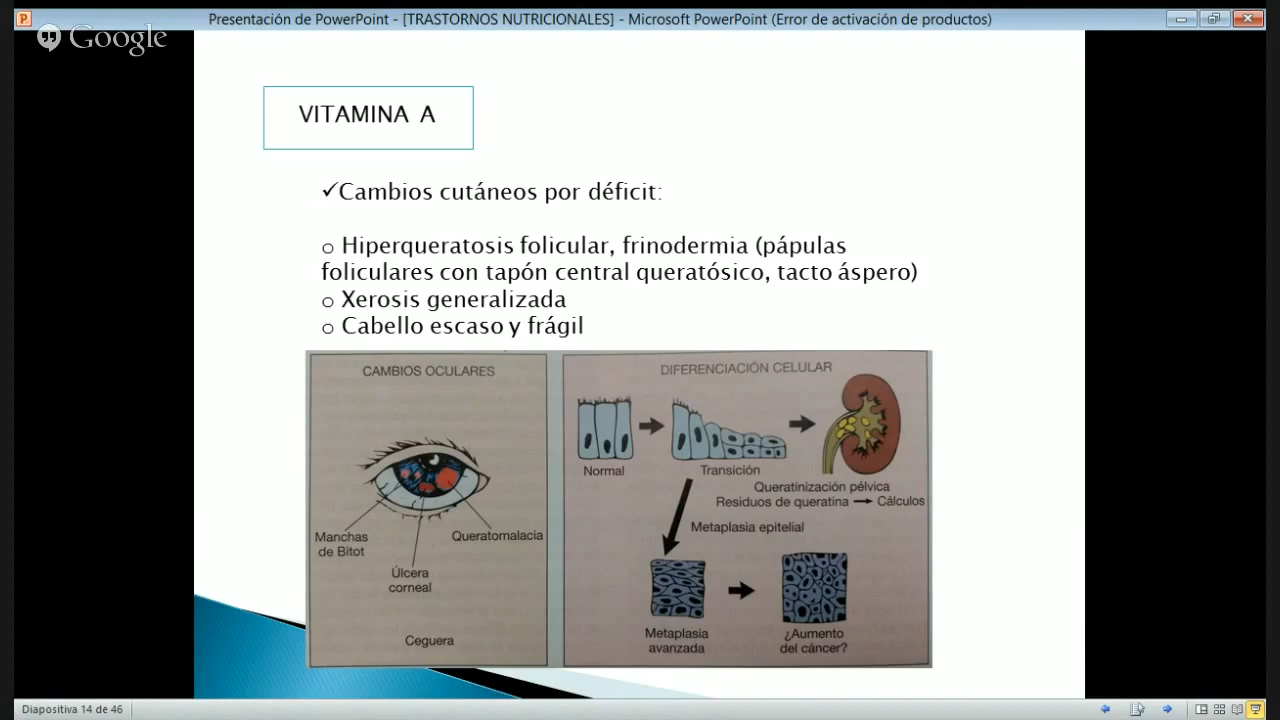 Presentación de PowerPoint - [TRASTORNOS NUTRICIONALES] - Microsoft PowerPoint (Error de activación de productos)
Google
VITAMINA A
✓Cambios cutáneos por déficit:
o Hiperqueratosis folicular, frinodermia (pápulas
foliculares con tapón central queratósico, tacto áspero)
o Xerosis generalizada
o Cabello escaso y frágil
CAMBIOS OCULARES
Manchas
de Bitot
Úlcera
corneal
Queratomalacia
Ceguera
DIFERENCIACIÓN CELULAR
Normal
Transición
Queratinización pélvica
Residuos de queratina → Cálculos
Metaplasia epitelial
Metaplasia
avanzada
¿Aumento
del cáncer?
Diapositiva 14 de 46